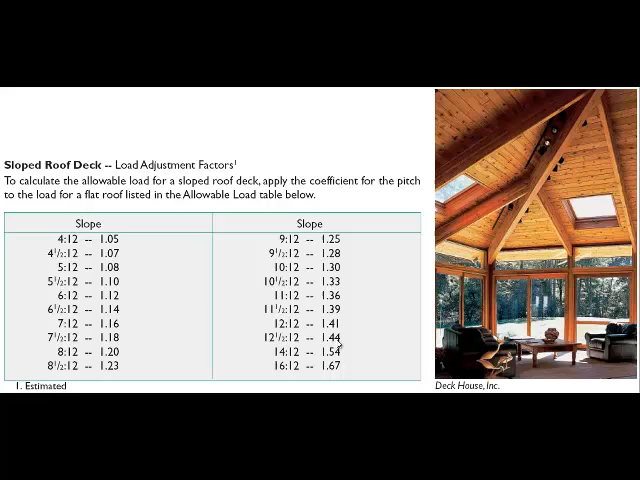 Sloped Roof Deck -- Load Adjustment Factors¹
To calculate the allowable load for a sloped roof deck, apply the coefficient for the pitch
to the load for a flat roof listed in the Allowable Load table below.
Slope Slope
4:12 -- 1.05 9:12 -- 1.25
4¹/₂:12 -- 1.07 9¹/₂:12 -- 1.28
5:12 -- 1.08 10:12 -- 1.30
5¹/₂:12 -- 1.10 10¹/₂:12 -- 1.33
6:12 -- 1.12 11:12 -- 1.36
6¹/₂:12 -- 1.14 11¹/₂:12 -- 1.39
7:12 -- 1.16 12:12 -- 1.41
7¹/₂:12 -- 1.18 12¹/₂:12 -- 1.44
8:12 -- 1.20 14:12 -- 1.54
8¹/₂:12 -- 1.23 16:12 -- 1.67
1. Estimated
Deck House, Inc.